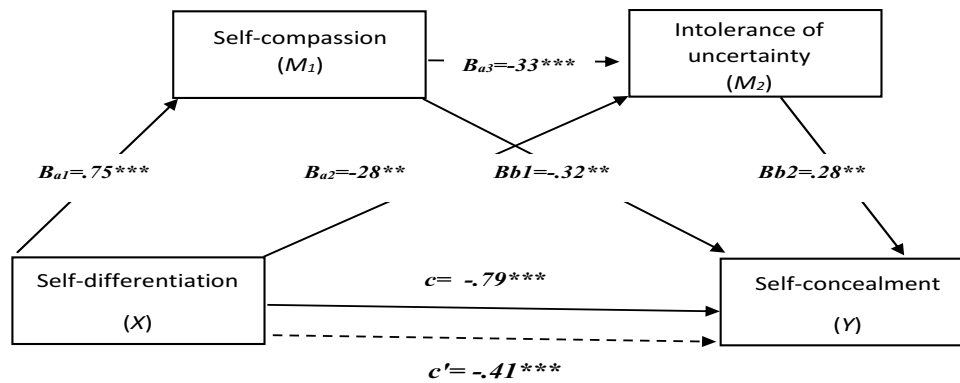 Self-compassion
(M1)
Intolerance of
uncertainty
(M2)
Ba3=-33***
Ba1=.75***
Ba2=-28**
Bb1=-.32**
Bb2=.28**
Self-differentiation
(X)
c= -.79***
Self-concealment
(Y)
c'= -.41***